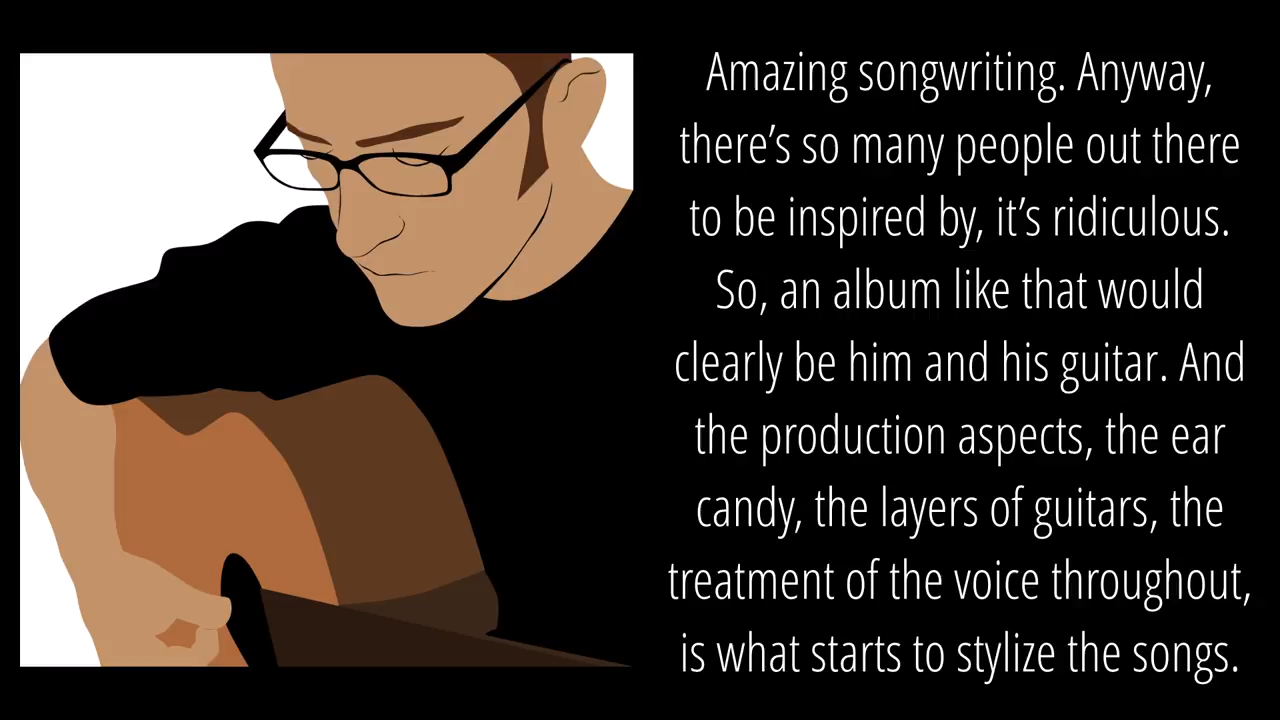 Amazing songwriting. Anyway,
there’s so many people out there
to be inspired by, it’s ridiculous.
So, an album like that would
clearly be him and his guitar. And
the production aspects, the ear
candy, the layers of guitars, the
treatment of the voice throughout,
is what starts to stylize the songs.